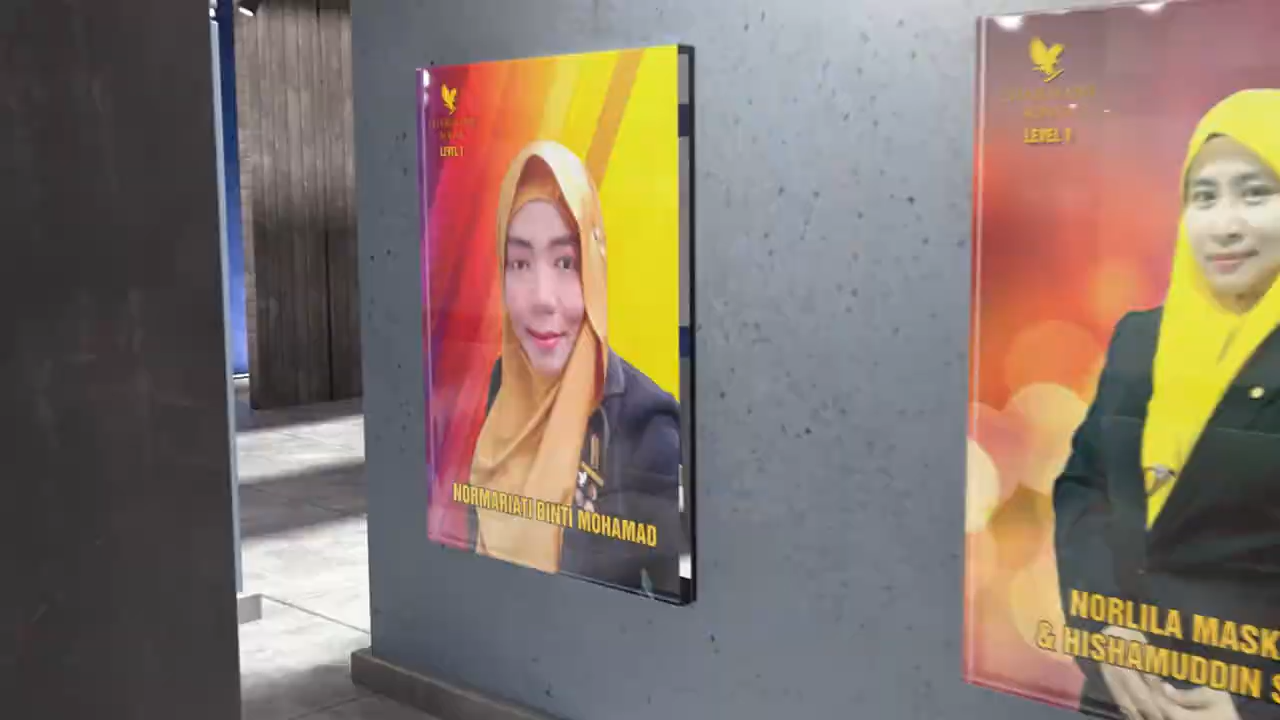 LEVEL 1
NORMARIATI BINTI MOHAMAD
LEVEL 1
NORLILA MASK
& HISHAMUDDIN S